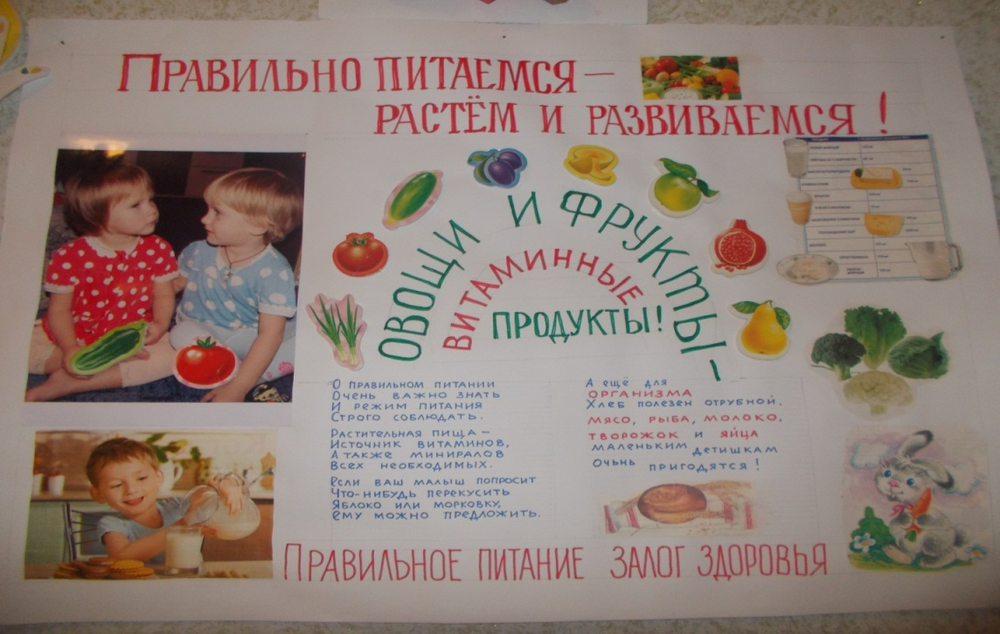 ПРАВИЛЬНО ПИТАЕМСЯ –
РАСТЁМ И РАЗВИВАЕМСЯ !
ОВОЩИ И ФРУКТЫ –
ВИТАМИННЫЕ
ПРОДУКТЫ!
О ПРАВИЛЬНОМ ПИТАНИИ
ОЧЕНЬ ВАЖНО ЗНАТЬ
И РЕЖИМ ПИТАНИЯ
СТРОГО СОБЛЮДАТЬ.
РАСТИТЕЛЬНАЯ ПИЩА –
ИСТОЧНИК ВИТАМИНОВ,
А ТАКЖЕ МИНИРАЛОВ
ВСЕХ НЕОБХОДИМЫХ.
ЕСЛИ ВАШ МАЛЫШ ПОПРОСИТ
ЧТО-НИБУДЬ ПЕРЕКУСИТЬ
ЯБЛОКО ИЛИ МОРКОВКУ,
ЕМУ МОЖНО ПРЕДЛОЖИТЬ.
А ЕЩЁ ДЛЯ
ОРГАНИЗМА
ХЛЕБ ПОЛЕЗЕН ОТРУБНОЙ.
МЯСО, РЫБА, МОЛОКО,
ТВОРОЖОК И ЯЙЦА
МАЛЕНЬКИМ ДЕТИШКАМ
ОЧЬНЬ ПРИГОДЯТСЯ !
ПРАВИЛЬНОЕ ПИТАНИЕ ЗАЛОГ ЗДОРОВЬЯ